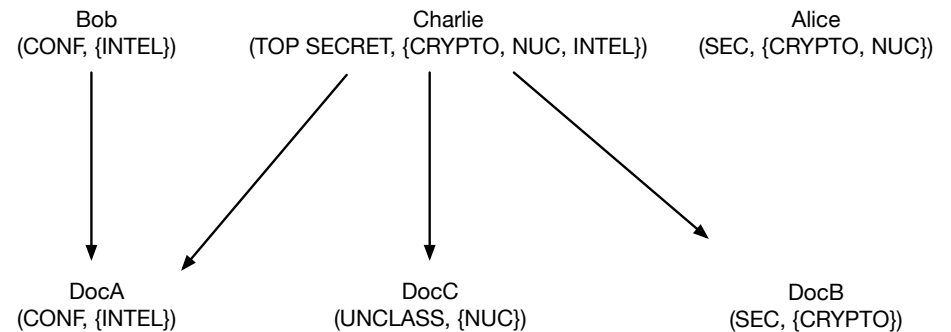 Bob
(CONF, {INTEL})
Charlie
(TOP SECRET, {CRYPTO, NUC, INTEL})
Alice
(SEC, {CRYPTO, NUC})
DocA
(CONF, {INTEL})
DocC
(UNCLASS, {NUC})
DocB
(SEC, {CRYPTO})